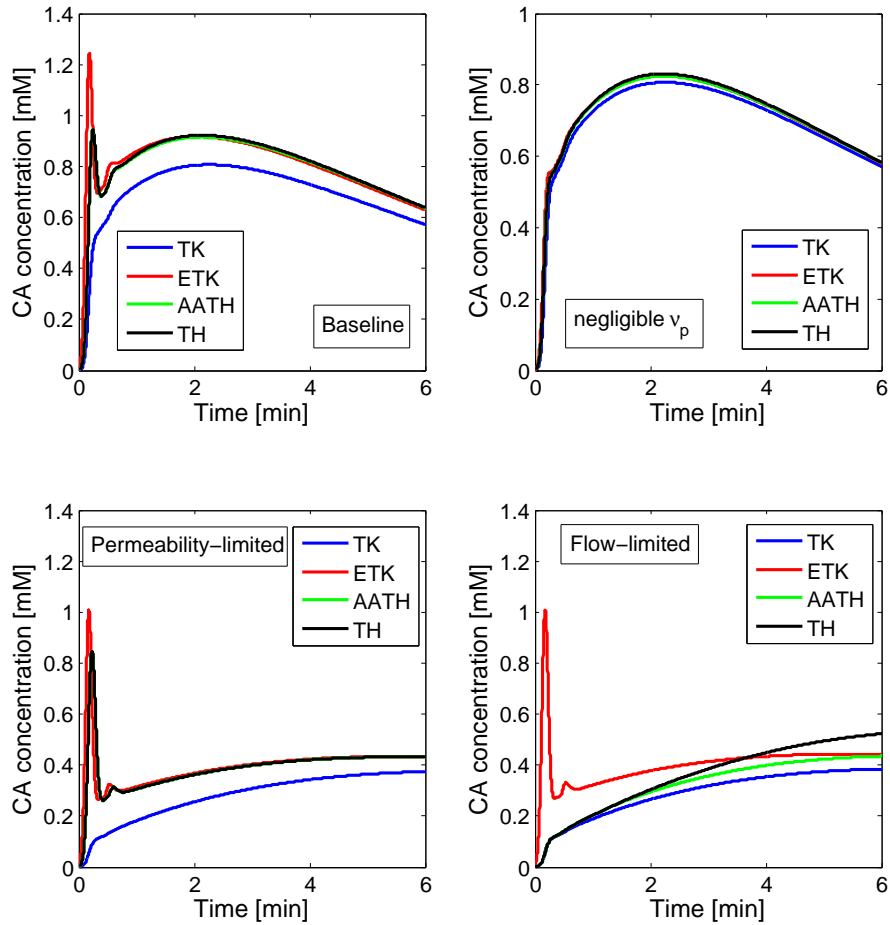 CA concentration [mM]
1.4
1.2
1
0.8
0.6
0.4
0.2
0
0
2
4
6
Time [min]
TK
ETK
AATH
TH
Baseline
CA concentration [mM]
1
0.8
0.6
0.4
0.2
0
0
2
4
6
Time [min]
negligible νp
TK
ETK
AATH
TH
CA concentration [mM]
1.4
1.2
1
0.8
0.6
0.4
0.2
0
0
2
4
6
Time [min]
Permeability−limited
TK
ETK
AATH
TH
CA concentration [mM]
1.4
1.2
1
0.8
0.6
0.4
0.2
0
0
2
4
6
Time [min]
Flow−limited
TK
ETK
AATH
TH